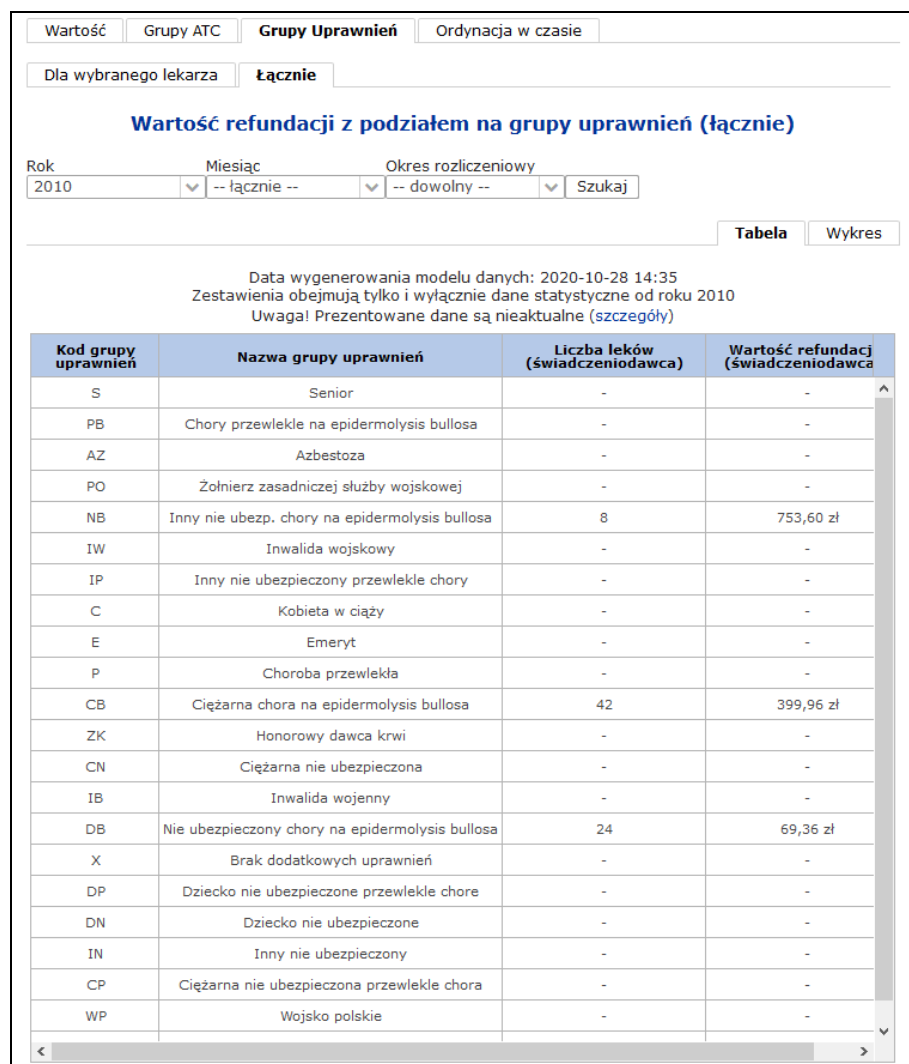 Wartość Grupy ATC Grupy Uprawnień Ordynacja w czasie
Dla wybranego lekarza Łącznie
Wartość refundacji z podziałem na grupy uprawnień (łącznie)
Rok Miesiąc Okres rozliczeniowy
2010 -- łącznie -- -- dowolny -- Szukaj
Tabela Wykres
Data wygenerowania modelu danych: 2020-10-28 14:35
Zestawienia obejmują tylko i wyłącznie dane statystyczne od roku 2010
Uwaga! Prezentowane dane są nieaktualne (szczegóły)
Kod grupy uprawnień Nazwa grupy uprawnień Liczba leków (świadczeniodawca) Wartość refundacj (świadczeniodawca
S Senior - -
PB Chory przewlekle na epidermolysis bullosa - -
AZ Azbestoza - -
PO Żołnierz zasadniczej służby wojskowej - -
NB Inny nie ubezp. chory na epidermolysis bullosa 8 753,60 zł
IW Inwalida wojskowy - -
IP Inny nie ubezpieczony przewlekle chory - -
C Kobieta w ciąży - -
E Emeryt - -
P Choroba przewlekła - -
CB Ciężarna chora na epidermolysis bullosa 42 399,96 zł
ZK Honorowy dawca krwi - -
CN Ciężarna nie ubezpieczona - -
IB Inwalida wojenny - -
DB Nie ubezpieczony chory na epidermolysis bullosa 24 69,36 zł
X Brak dodatkowych uprawnień - -
DP Dziecko nie ubezpieczone przewlekle chore - -
DN Dziecko nie ubezpieczone - -
IN Inny nie ubezpieczony - -
CP Ciężarna nie ubezpieczona przewlekle chora - -
WP Wojsko polskie - -